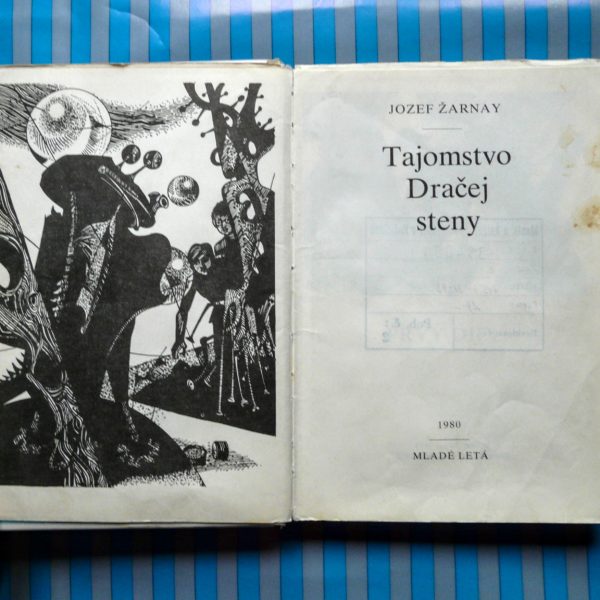 JOZEF ŽARNAY
Tajomstvo
Dračej
steny
1980
MLADÉ LETÁ